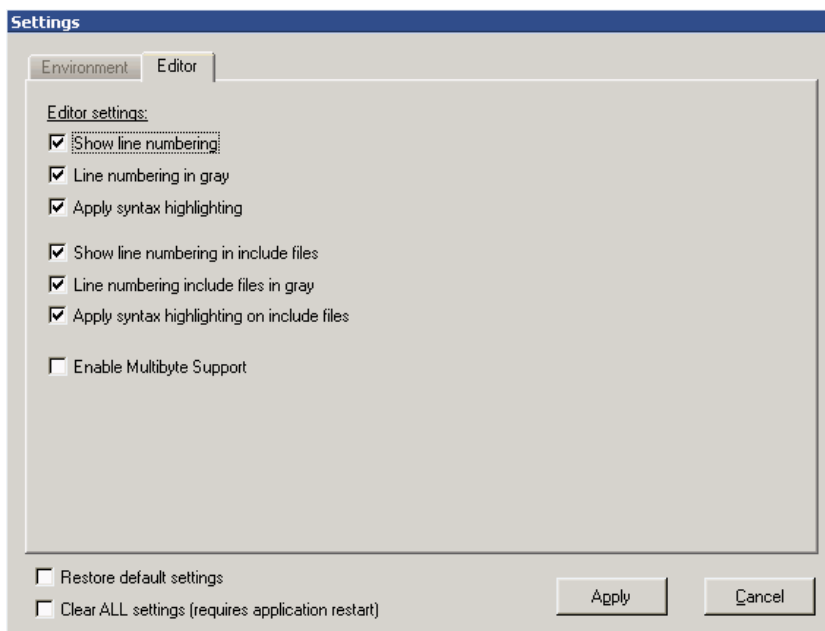 Settings
Environment Editor
Editor settings:
Show line numbering
Line numbering in gray
Apply syntax highlighting
Show line numbering in include files
Line numbering include files in gray
Apply syntax highlighting on include files
Enable Multibyte Support
Restore default settings
Clear ALL settings (requires application restart)
Apply Cancel